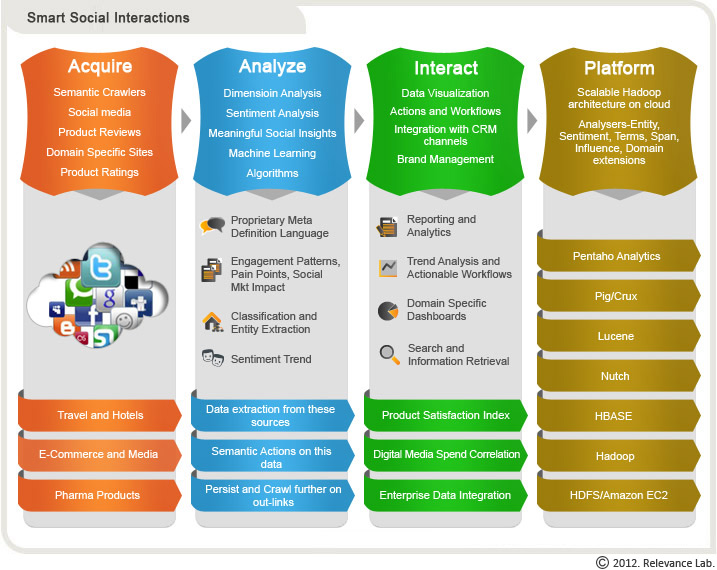 Smart Social Interactions
Acquire
Semantic Crawlers
Social media
Product Reviews
Domain Specific Sites
Product Ratings
Travel and Hotels
E-Commerce and Media
Pharma Products
Analyze
Dimensioin Analysis
Sentiment Analysis
Meaningful Social Insights
Machine Learning
Algorithms
Proprietary Meta
Definition Language
Engagement Patterns,
Pain Points, Social
Mkt Impact
Classification and
Entity Extraction
Sentiment Trend
Data extraction from these
sources
Semantic Actions on this
data
Persist and Crawl further on
out-links
Interact
Data Visualization
Actions and Workflows
Integration with CRM
channels
Brand Management
Reporting and
Analytics
Trend Analysis and
Actionable Workflows
Domain Specific
Dashboards
Search and
Information Retrieval
Product Satisfaction Index
Digital Media Spend Correlation
Enterprise Data Integration
Platform
Scalable Hadoop
architecture on cloud
Analysers-Entity,
Sentiment, Terms, Span,
Influence, Domain
extensions
Pentaho Analytics
Pig/Crux
Lucene
Nutch
HBASE
Hadoop
HDFS/Amazon EC2
© 2012. Relevance Lab.